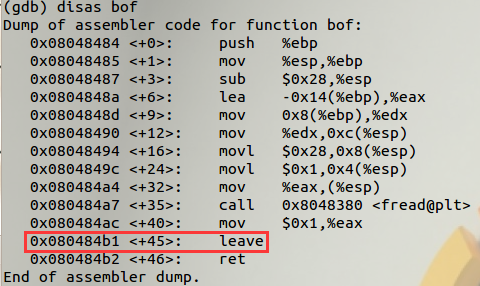 (gdb) disas bof
Dump of assembler code for function bof:
0x08048484 <+0>: push %ebp
0x08048485 <+1>: mov %esp,%ebp
0x08048487 <+3>: sub $0x28,%esp
0x0804848a <+6>: lea -0x14(%ebp),%eax
0x0804848d <+9>: mov 0x8(%ebp),%edx
0x08048490 <+12>: mov %edx,0xc(%esp)
0x08048494 <+16>: movl $0x28,0x8(%esp)
0x0804849c <+24>: movl $0x1,0x4(%esp)
0x080484a4 <+32>: mov %eax,(%esp)
0x080484a7 <+35>: call 0x8048380 <fread@plt>
0x080484ac <+40>: mov $0x1,%eax
0x080484b1 <+45>: leave
0x080484b2 <+46>: ret
End of assembler dump.